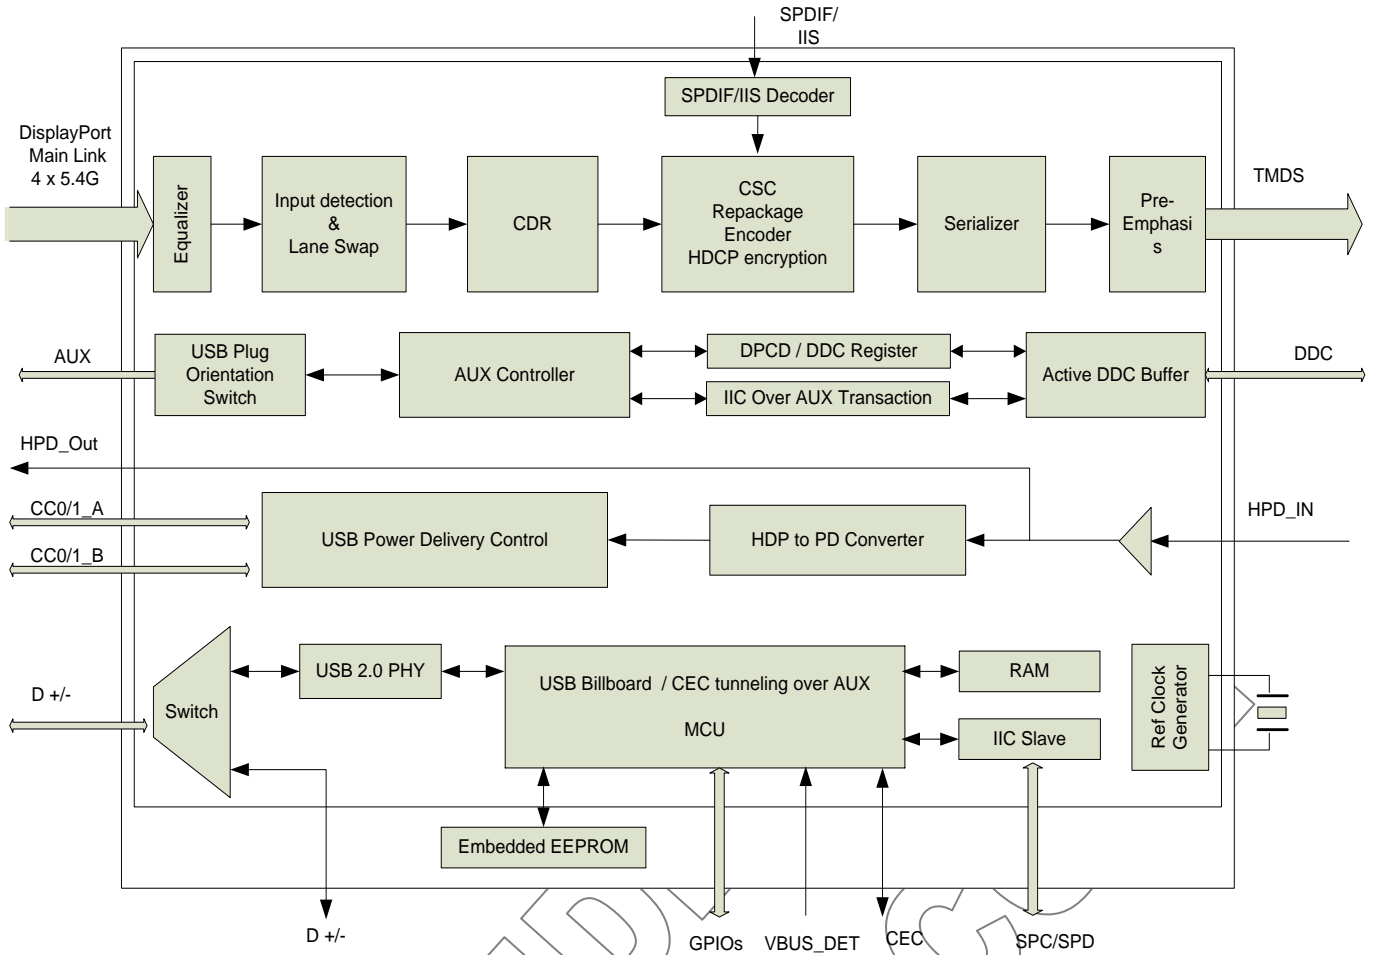 SPDIF/
IIS
SPDIF/IIS Decoder
DisplayPort
Main Link
4 x 5.4G
Equalizer
Input detection
&
Lane Swap
CDR
CSC
Repackage
Encoder
HDCP encryption
Serializer
Pre-
Emphasi
s
TMDS
AUX
USB Plug
Orientation
Switch
AUX Controller
DPCD / DDC Register
IIC Over AUX Transaction
Active DDC Buffer
DDC
HPD_Out
CC0/1_A
CC0/1_B
USB Power Delivery Control
HDP to PD Converter
HPD_IN
D +/-
Switch
USB 2.0 PHY
USB Billboard / CEC tunneling over AUX
MCU
RAM
IIC Slave
Ref Clock
Generator
Embedded EEPROM
D +/-
GPIOs
VBUS_DET
CEC
SPC/SPD